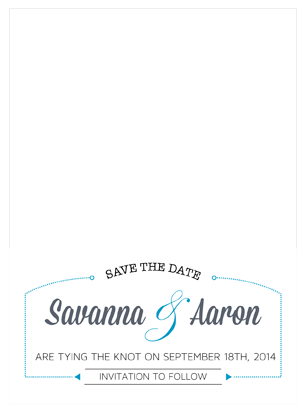 SAVE THE DATE
Savanna & Aaron
ARE TYING THE KNOT ON SEPTEMBER 18TH, 2014
INVITATION TO FOLLOW